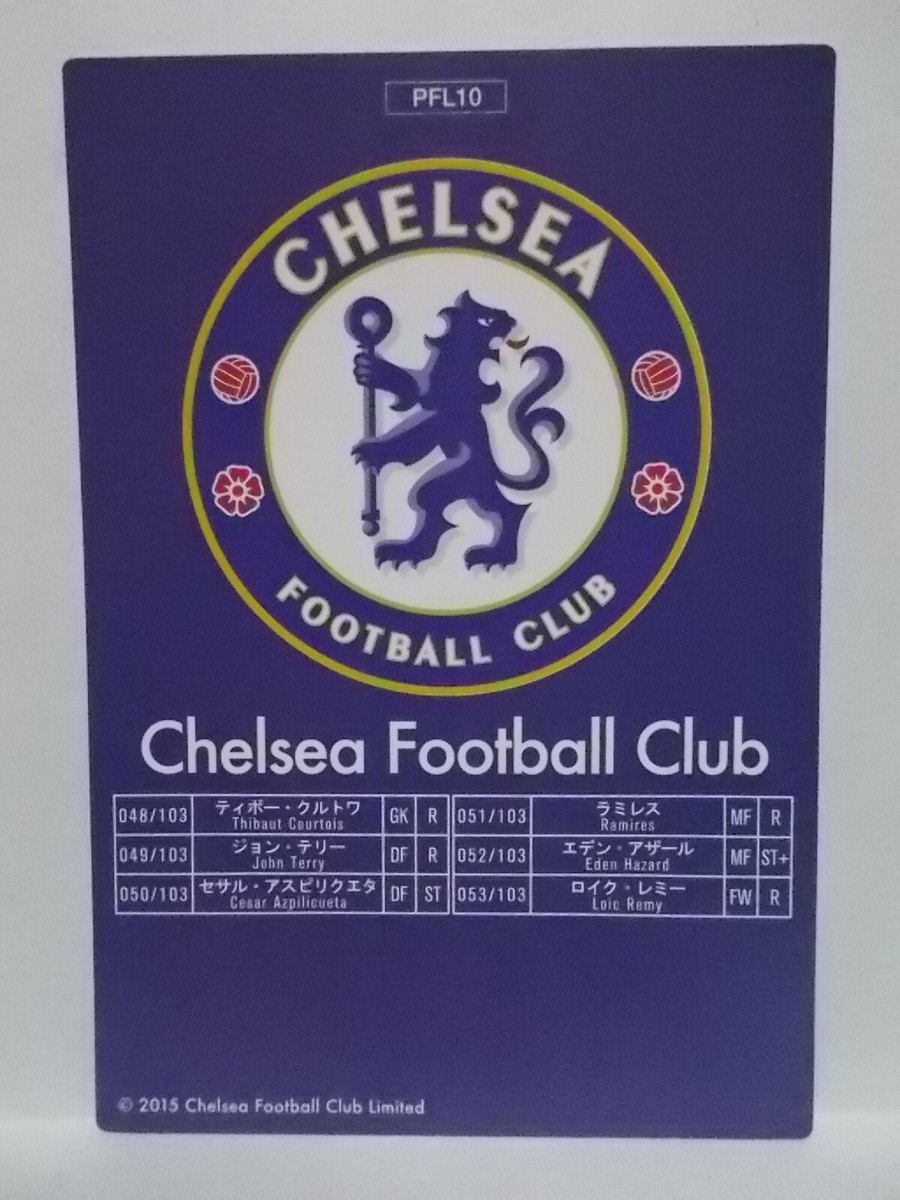 PFL10
CHELSEA
FOOTBALL CLUB
Chelsea Football Club
048/103 ティボー・クルトワ Thibaut Courtois GK R
049/103 ジョン・テリー John Terry DF R
050/103 セサル・アスピリクエタ Cesar Azpilicueta DF ST
051/103 ラミレス Ramires MF R
052/103 エデン・アザール Eden Hazard MF ST+
053/103 ロイク・レミー Loic Remy FW R
© 2015 Chelsea Football Club Limited